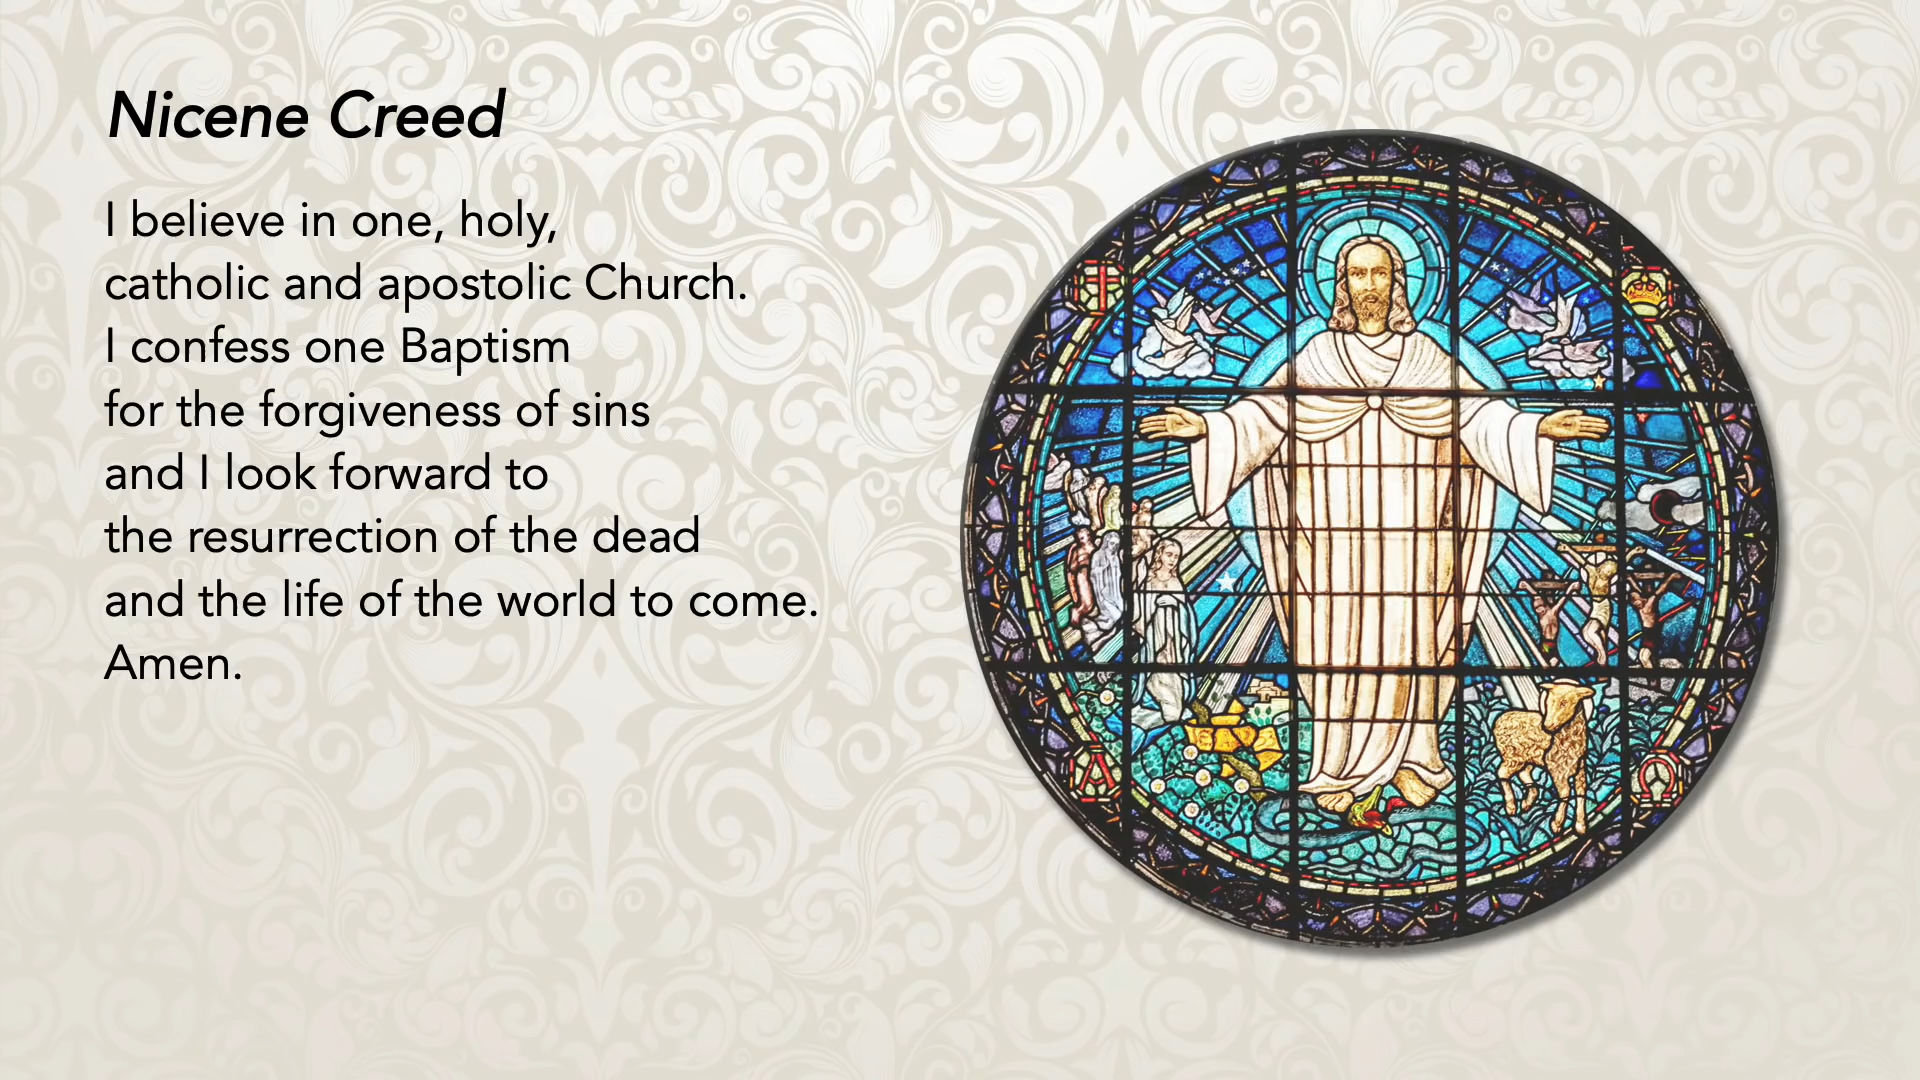 Nicene Creed
I believe in one, holy,
catholic and apostolic Church.
I confess one Baptism
for the forgiveness of sins
and I look forward to
the resurrection of the dead
and the life of the world to come.
Amen.